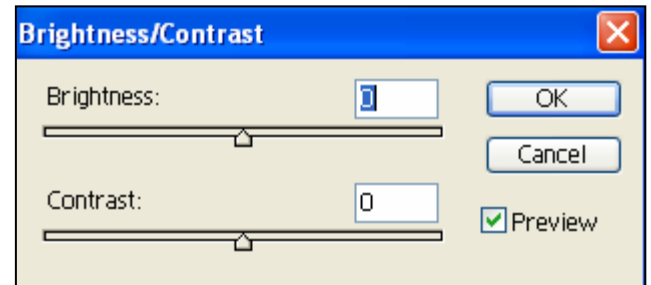 Brightness/Contrast
Brightness: 0
OK
Cancel
Contrast: 0
Preview